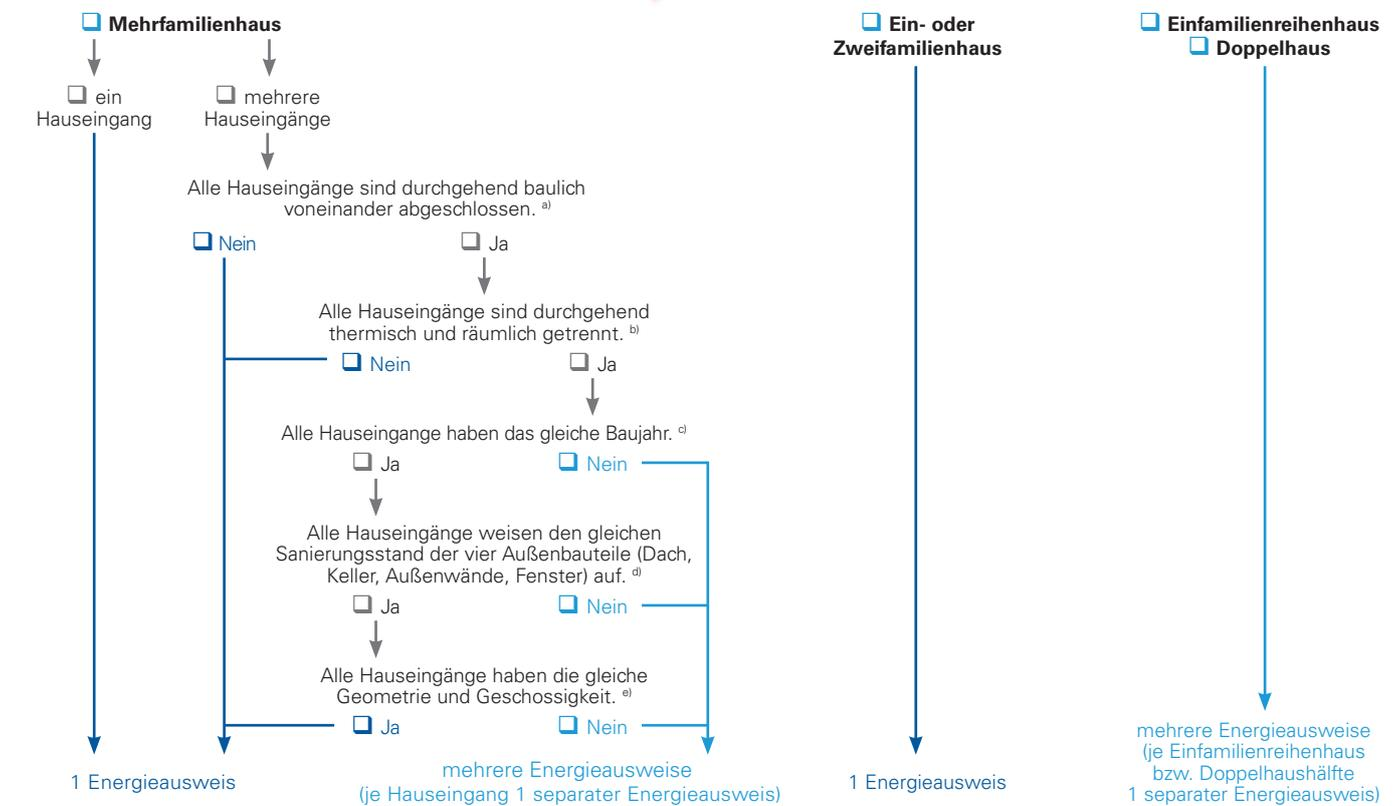 ❑ Mehrfamilienhaus
❑ ein
Hauseingang
❑ mehrere
Hauseingänge
Alle Hauseingänge sind durchgehend baulich
voneinander abgeschlossen. a)
❑ Nein
❑ Ja
Alle Hauseingänge sind durchgehend
thermisch und räumlich getrennt. b)
❑ Nein
❑ Ja
Alle Hauseingange haben das gleiche Baujahr. c)
❑ Ja
❑ Nein
Alle Hauseingänge weisen den gleichen
Sanierungsstand der vier Außenbauteile (Dach,
Keller, Außenwände, Fenster) auf. d)
❑ Ja
❑ Nein
Alle Hauseingänge haben die gleiche
Geometrie und Geschossigkeit. e)
❑ Ja
❑ Nein
1 Energieausweis
mehrere Energieausweise
(je Hauseingang 1 separater Energieausweis)
❑ Ein- oder
Zweifamilienhaus
1 Energieausweis
❑ Einfamilienreihenhaus
❑ Doppelhaus
mehrere Energieausweise
(je Einfamilienreihenhaus
bzw. Doppelhaushälfte
1 separater Energieausweis)